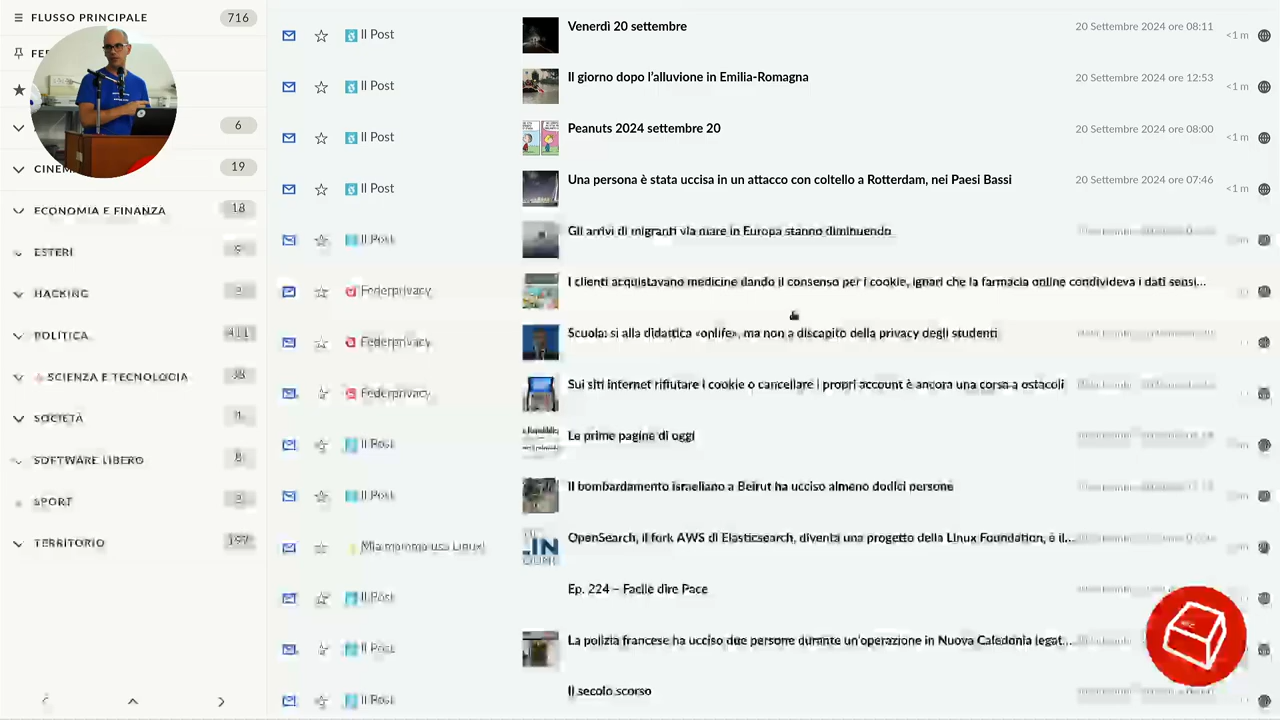 FLUSSO PRINCIPALE 716
6
19
ECONOMIA E FINANZA 18
ESTERI
HACKING
POLITICA 411
SCIENZA E TECNOLOGIA
SOCIETÀ
SOFTWARE LIBERO
SPORT
TERRITORIO
Il Post Venerdì 20 settembre 20 Settembre 2024 ore 08:11 <1 m
Il Post Il giorno dopo l'alluvione in Emilia-Romagna 20 Settembre 2024 ore 12:53 <1 m
Il Post Peanuts 2024 settembre 20 20 Settembre 2024 ore 08:00
Il Post Una persona è stata uccisa in un attacco con coltello a Rotterdam, nei Paesi Bassi 20 Settembre 2024 ore 07:46 <1 m
Il Post Gli arrivi di migranti via mare in Europa stanno diminuendo
Federprivacy I clienti acquistavano medicine dando il consenso per i cookie, ignari che la farmacia online condivideva i dati sensi...
Federprivacy Scuola: sì alla didattica «onlife», ma non a discapito della privacy degli studenti
Federprivacy Sui siti internet rifiutare i cookie o cancellare i propri account è ancora una corsa a ostacoli
Il Post Le prime pagine di oggi
Il Post Il bombardamento israeliano a Beirut ha ucciso almeno dodici persone
Mia mamma usa Linux! OpenSearch, il fork AWS di Elasticsearch, diventa una progetto della Linux Foundation, è il...
Il Post Ep. 224 – Facile dire Pace
Il Post La polizia francese ha ucciso due persone durante un'operazione in Nuova Caledonia legat...
Il Post Il secolo scorso